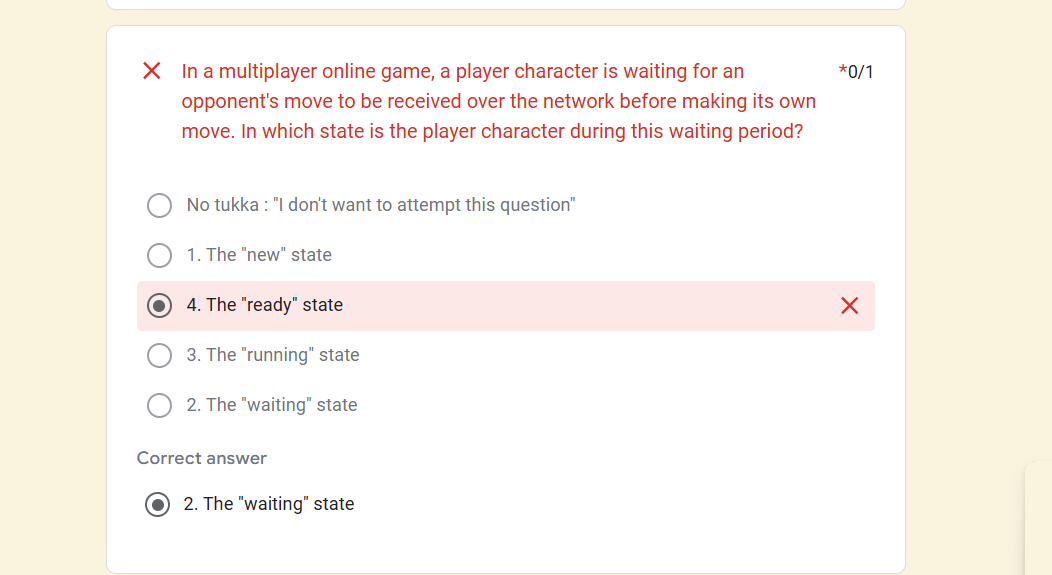 In a multiplayer online game, a player character is waiting for an
*0/1
opponent's move to be received over the network before making its own
move. In which state is the player character during this waiting period?
No tukka : "I don't want to attempt this question"
1. The "new" state
4. The "ready" state
3. The "running" state
2. The "waiting" state
Correct answer
2. The "waiting" state